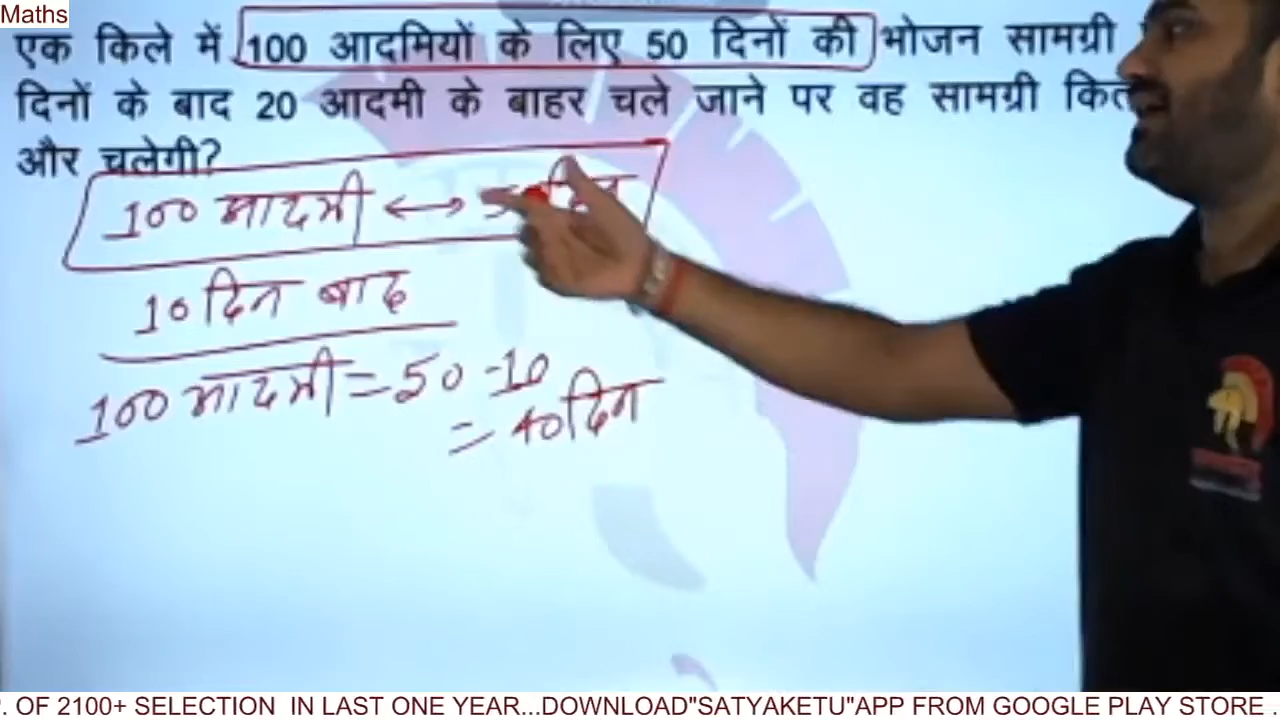 Maths
एक किले में 100 आदमियों के लिए 50 दिनों की भोजन सामग्री
दिनों के बाद 20 आदमी के बाहर चले जाने पर वह सामग्री
और चलेगी?
100 आदमी ↔
10 दिन बाद
100 आदमी = 50 - 10
= 40 दिन
. OF 2100+ SELECTION IN LAST ONE YEAR...DOWNLOAD"SATYAKETU"APP FROM GOOGLE PLAY STORE .